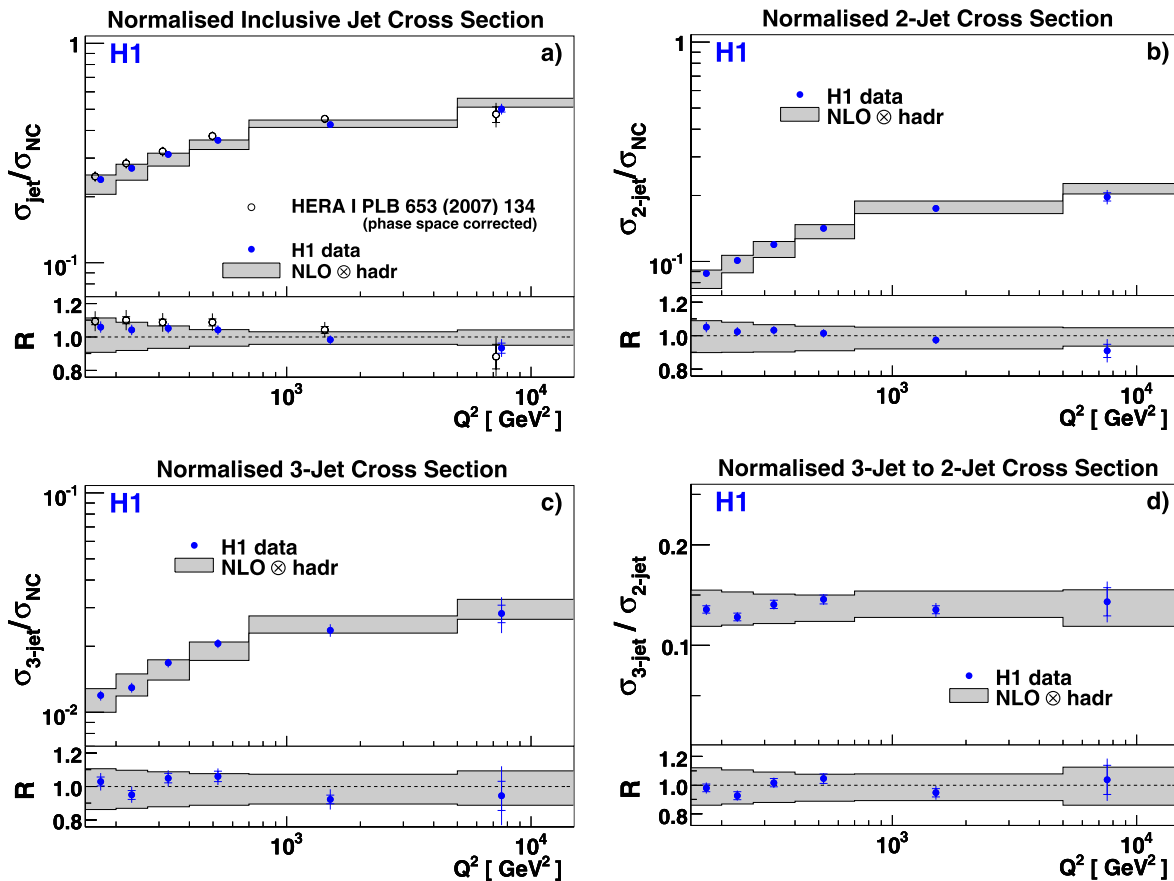 Normalised Inclusive Jet Cross Section
H1
a)
1
10⁻¹
σjet/σNC
HERA I PLB 653 (2007) 134
(phase space corrected)
H1 data
NLO ⊗ hadr
R
1.2
1.0
0.8
10³
10⁴
Q² [ GeV² ]
Normalised 2-Jet Cross Section
H1
b)
1
10⁻¹
σ2-jet/σNC
H1 data
NLO ⊗ hadr
R
1.2
1.0
0.8
10³
10⁴
Q² [ GeV² ]
Normalised 3-Jet Cross Section
H1
c)
10⁻¹
10⁻²
σ3-jet/σNC
H1 data
NLO ⊗ hadr
R
1.2
1.0
0.8
10³
10⁴
Q² [ GeV² ]
Normalised 3-Jet to 2-Jet Cross Section
H1
d)
0.2
0.1
σ3-jet / σ2-jet
H1 data
NLO ⊗ hadr
R
1.2
1.0
0.8
10³
10⁴
Q² [ GeV² ]